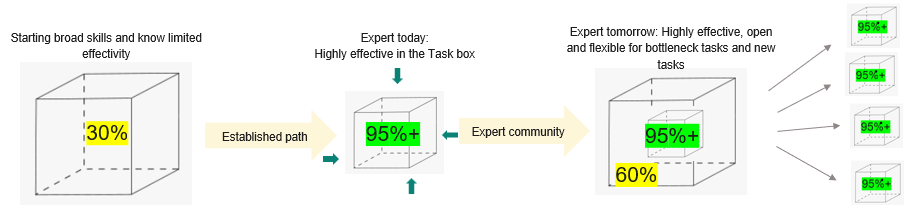 Starting broad skills and know limited
effectivity
30%
Established path
Expert today:
Highly effective in the Task box
95%+
Expert community
Expert tomorrow: Highly effective, open
and flexible for bottleneck tasks and new
tasks
95%+
60%
95%+
95%+
95%+
95%+